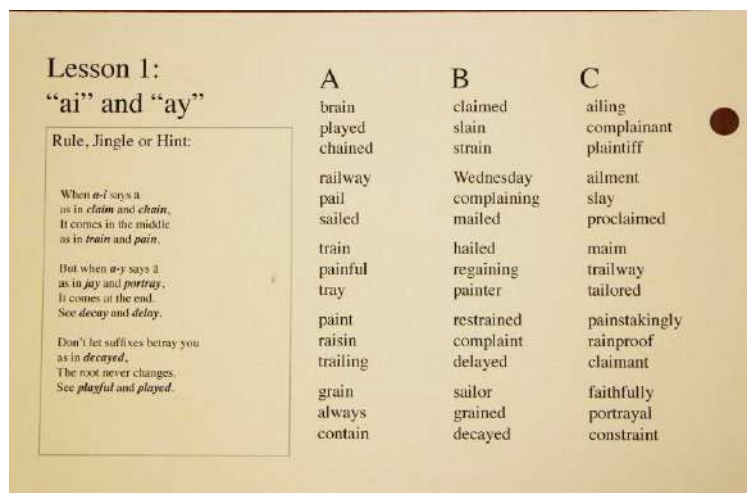 Lesson 1:
“ai” and “ay”
Rule, Jingle or Hint:
When a-i says ā
as in claim and chain,
It comes in the middle
as in train and pain.
But when a-y says ā
as in jay and portray,
It comes at the end.
See decay and delay.
Don't let suffixes betray you
as in decayed,
The root never changes.
See playful and played.
A
brain
played
chained
railway
pail
sailed
train
painful
tray
paint
raisin
trailing
grain
always
contain
B
claimed
slain
strain
Wednesday
complaining
mailed
hailed
regaining
painter
restrained
complaint
delayed
sailor
grained
decayed
C
ailing
complainant
plaintiff
ailment
slay
proclaimed
maim
trailway
tailored
painstakingly
rainproof
claimant
faithfully
portrayal
constraint